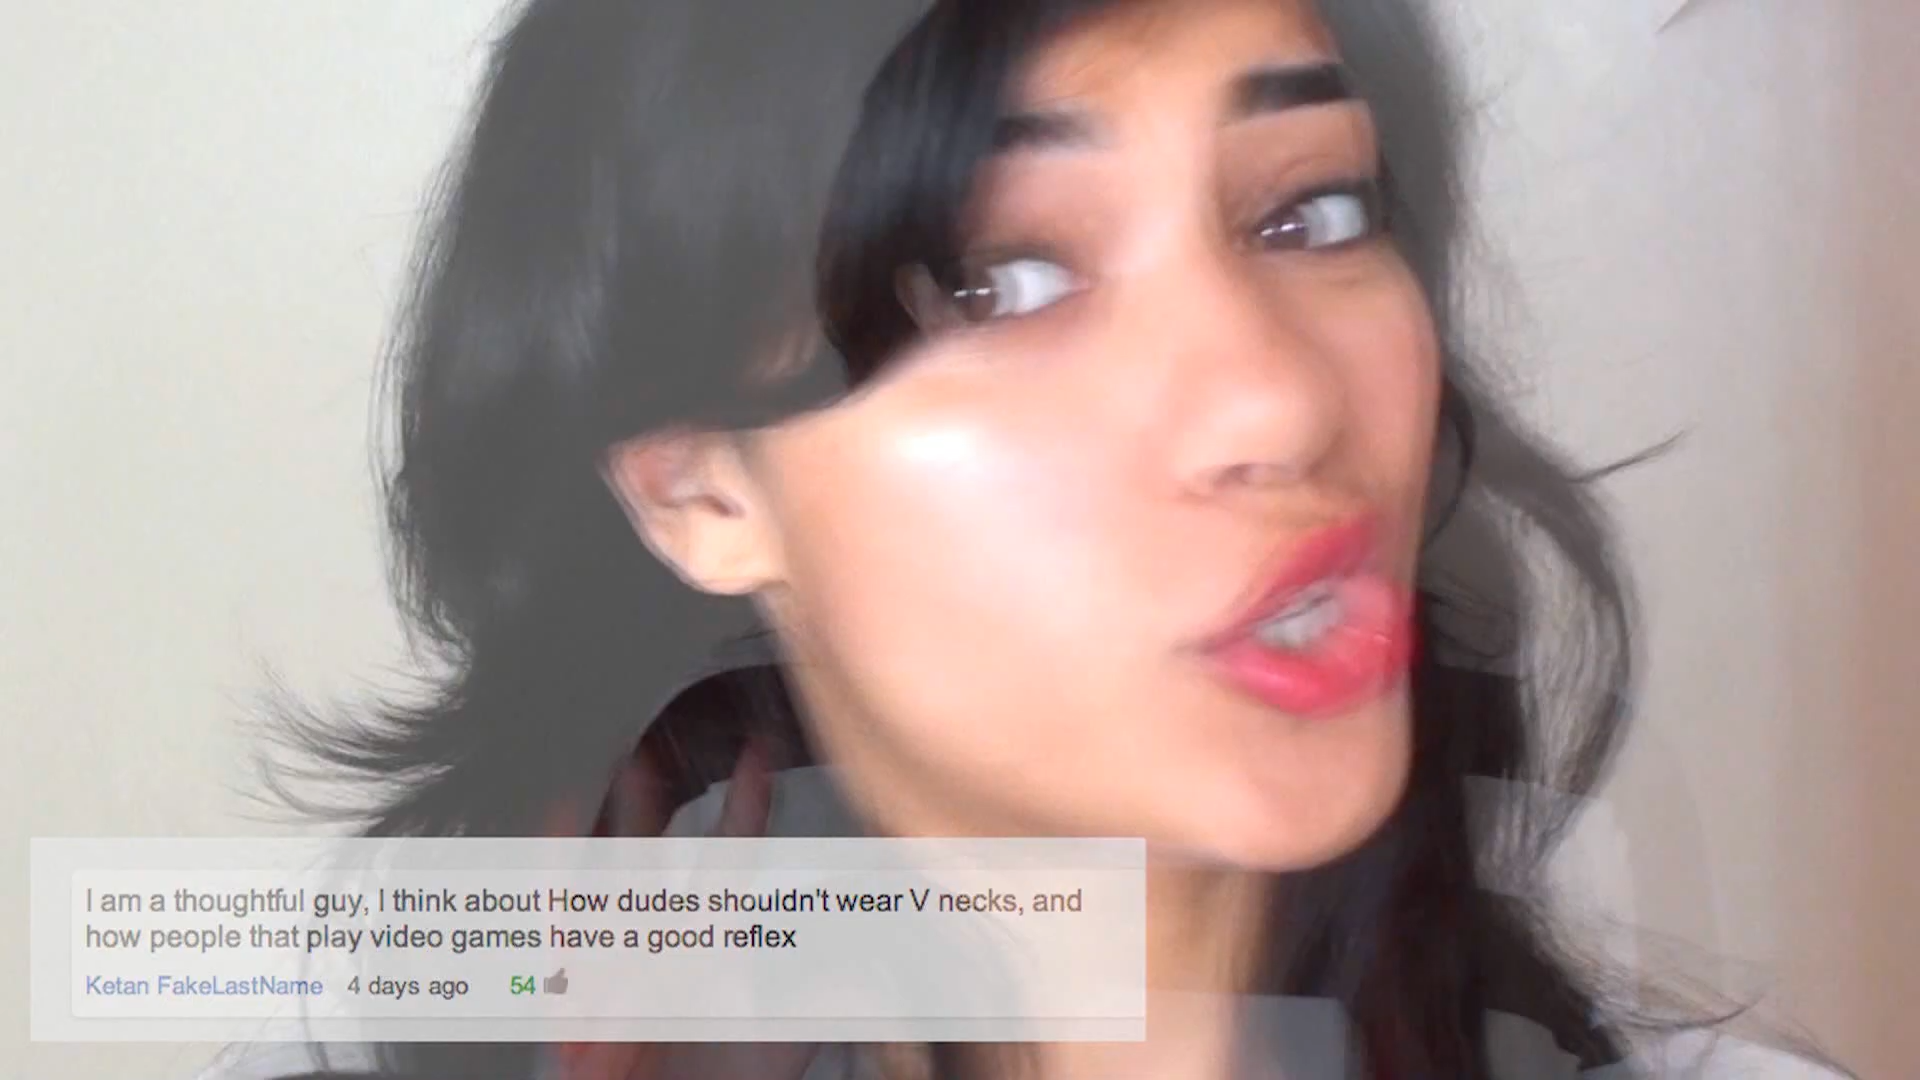 I am a thoughtful guy, I think about How dudes shouldn't wear V necks, and
how people that play video games have a good reflex
Ketan FakeLastName 4 days ago 54